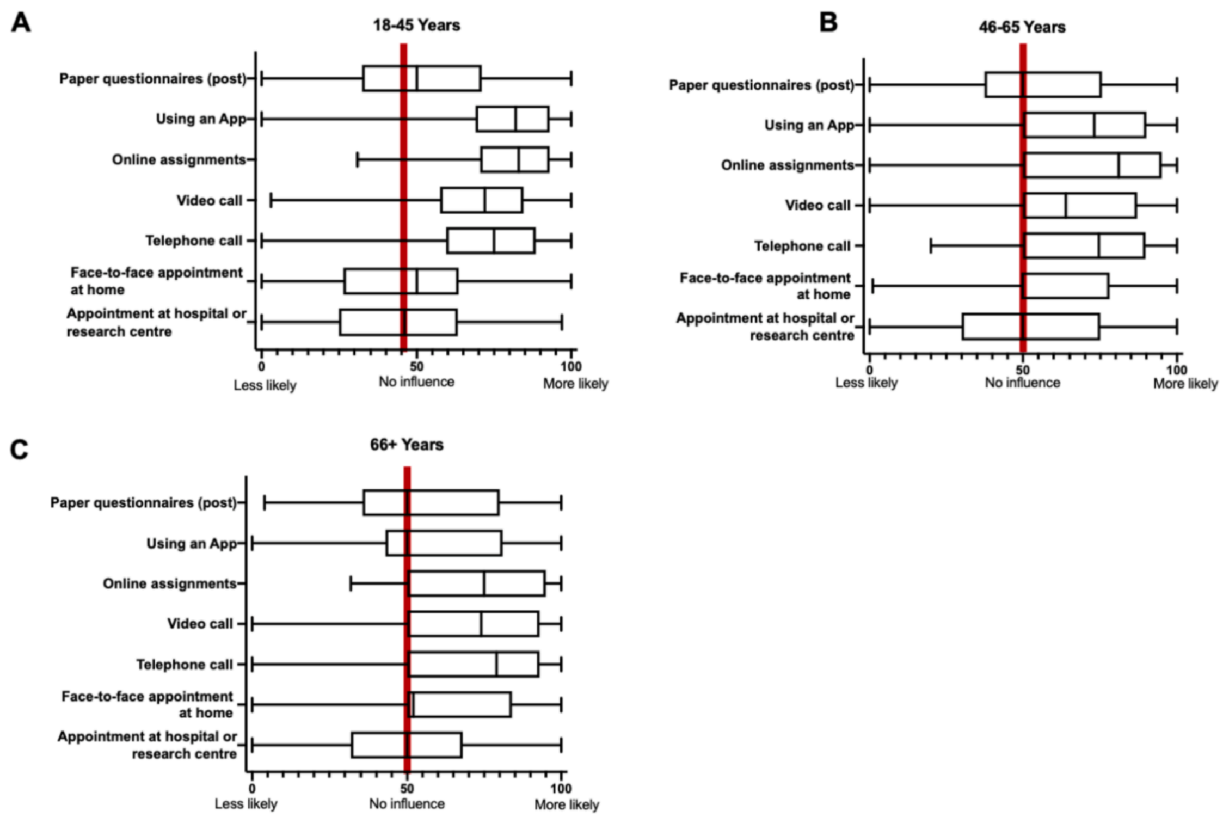 A
18-45 Years
Paper questionnaires (post)
Using an App
Online assignments
Video call
Telephone call
Face-to-face appointment
at home
Appointment at hospital or
research centre
0
50
100
Less likely
No influence
More likely
B
46-65 Years
Paper questionnaires (post)
Using an App
Online assignments
Video call
Telephone call
Face-to-face appointment
at home
Appointment at hospital or
research centre
0
50
100
Less likely
No influence
More likely
C
66+ Years
Paper questionnaires (post)
Using an App
Online assignments
Video call
Telephone call
Face-to-face appointment
at home
Appointment at hospital or
research centre
0
50
100
Less likely
No influence
More likely